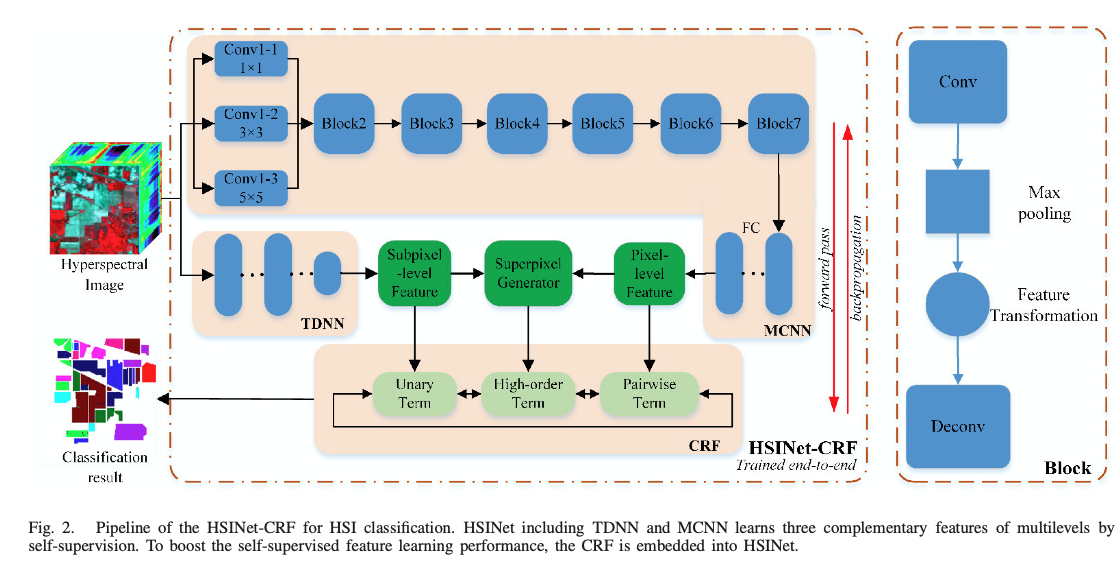 Conv1-1
1×1
Conv1-2
3×3
Conv1-3
5×5
Block2
Block3
Block4
Block5
Block6
Block7
Hyperspectral
Image
TDNN
Subpixel
-level
Feature
Superpixel
Generator
Pixel-
level
Feature
FC
MCNN
forward pass
backpropagation
Unary
Term
High-order
Term
Pairwise
Term
CRF
HSINet-CRF
Trained end-to-end
Classification
result
Conv
Max
pooling
Feature
Transformation
Deconv
Block
Fig. 2. Pipeline of the HSINet-CRF for HSI classification. HSINet including TDNN and MCNN learns three complementary features of multilevels by
self-supervision. To boost the self-supervised feature learning performance, the CRF is embedded into HSINet.